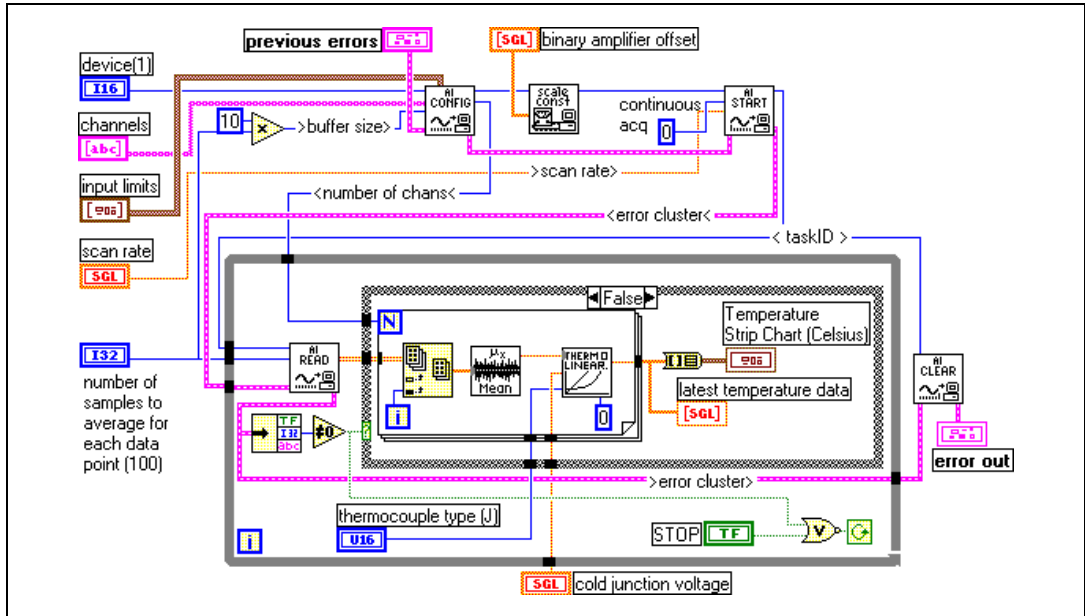 previous errors
[SGL] binary amplifier offset
device(1)
I16
AI
CONFIG
scale
const
AI
START
continuous
acq
0
channels
[abc]
10
x
>buffer size>
>scan rate>
input limits
<number of chans<
<error cluster<
scan rate
SGL
< taskID >
False
N
Temperature
Strip Chart (Celsius)
I32
AI
READ
μx
Mean
THERMO
LINEAR.
AI
CLEAR
number of
samples to
average for
each data
point (100)
i
0
latest temperature data
[SGL]
TF
I32
abc
≠0
?
error out
>error cluster>
thermocouple type (J)
U16
STOP
TF
V
i
SGL
cold junction voltage